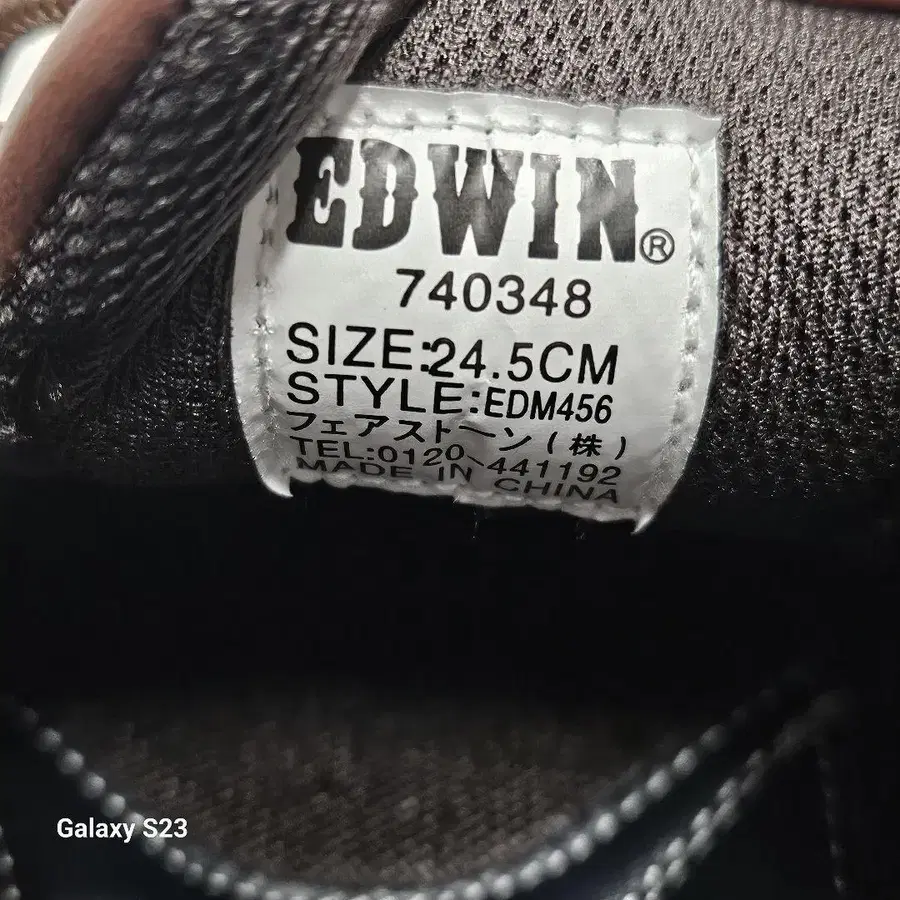 EDWIN®
740348
SIZE:24.5CM
STYLE:EDM456
フェアストーン(株)
TEL:0120-441192
MADE IN CHINA
Galaxy S23